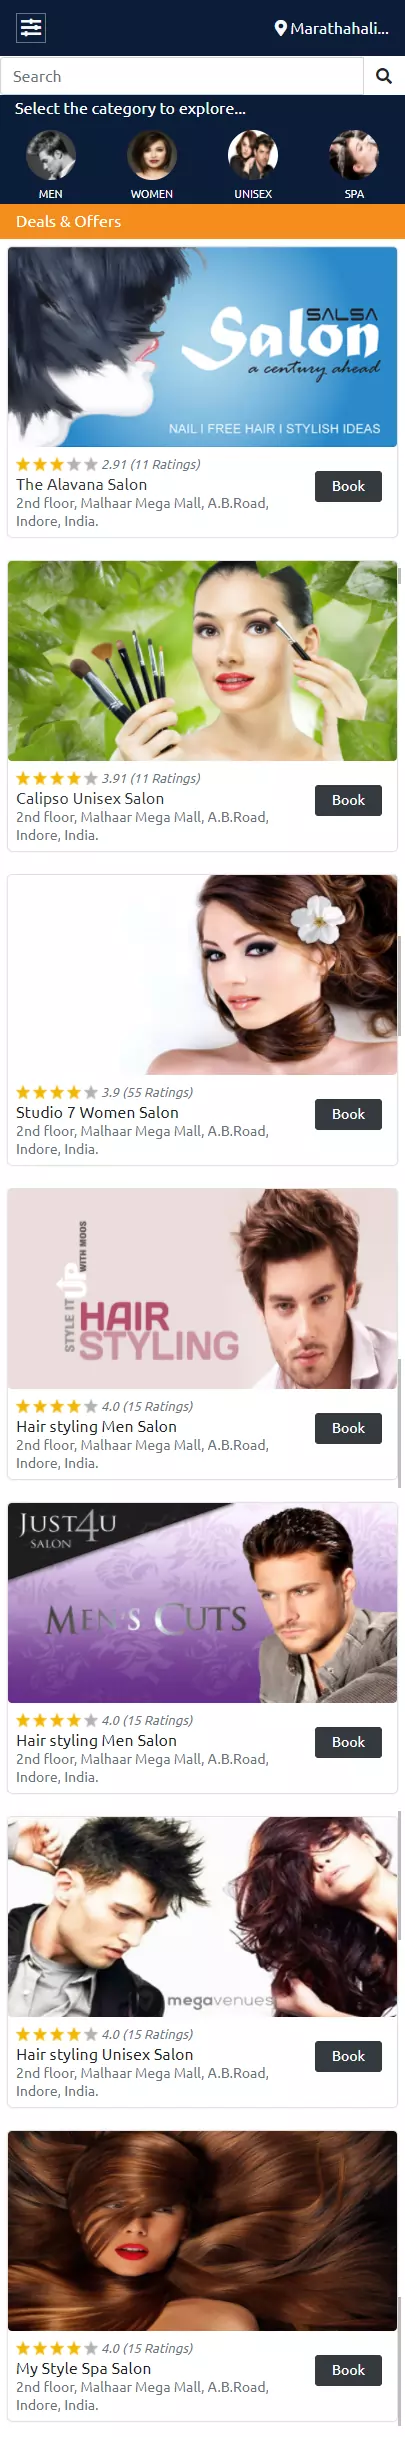 Marathahali...
Search
Select the category to explore...
MEN WOMEN UNISEX SPA
Deals & Offers
SALSA
Salon
a century ahead
NAIL | FREE HAIR | STYLISH IDEAS
2.91 (11 Ratings)
The Alavana Salon
Book
2nd floor, Malhaar Mega Mall, A.B.Road,
Indore, India.
3.91 (11 Ratings)
Calipso Unisex Salon
Book
2nd floor, Malhaar Mega Mall, A.B.Road,
Indore, India.
3.9 (55 Ratings)
Studio 7 Women Salon
Book
2nd floor, Malhaar Mega Mall, A.B.Road,
Indore, India.
STYLE IT UP WITH MOOS
HAIR
STYLING
4.0 (15 Ratings)
Hair styling Men Salon
Book
2nd floor, Malhaar Mega Mall, A.B.Road,
Indore, India.
JUST4U
SALON
MEN'S CUTS
4.0 (15 Ratings)
Hair styling Men Salon
Book
2nd floor, Malhaar Mega Mall, A.B.Road,
Indore, India.
megavenues
4.0 (15 Ratings)
Hair styling Unisex Salon
Book
2nd floor, Malhaar Mega Mall, A.B.Road,
Indore, India.
4.0 (15 Ratings)
My Style Spa Salon
Book
2nd floor, Malhaar Mega Mall, A.B.Road,
Indore, India.